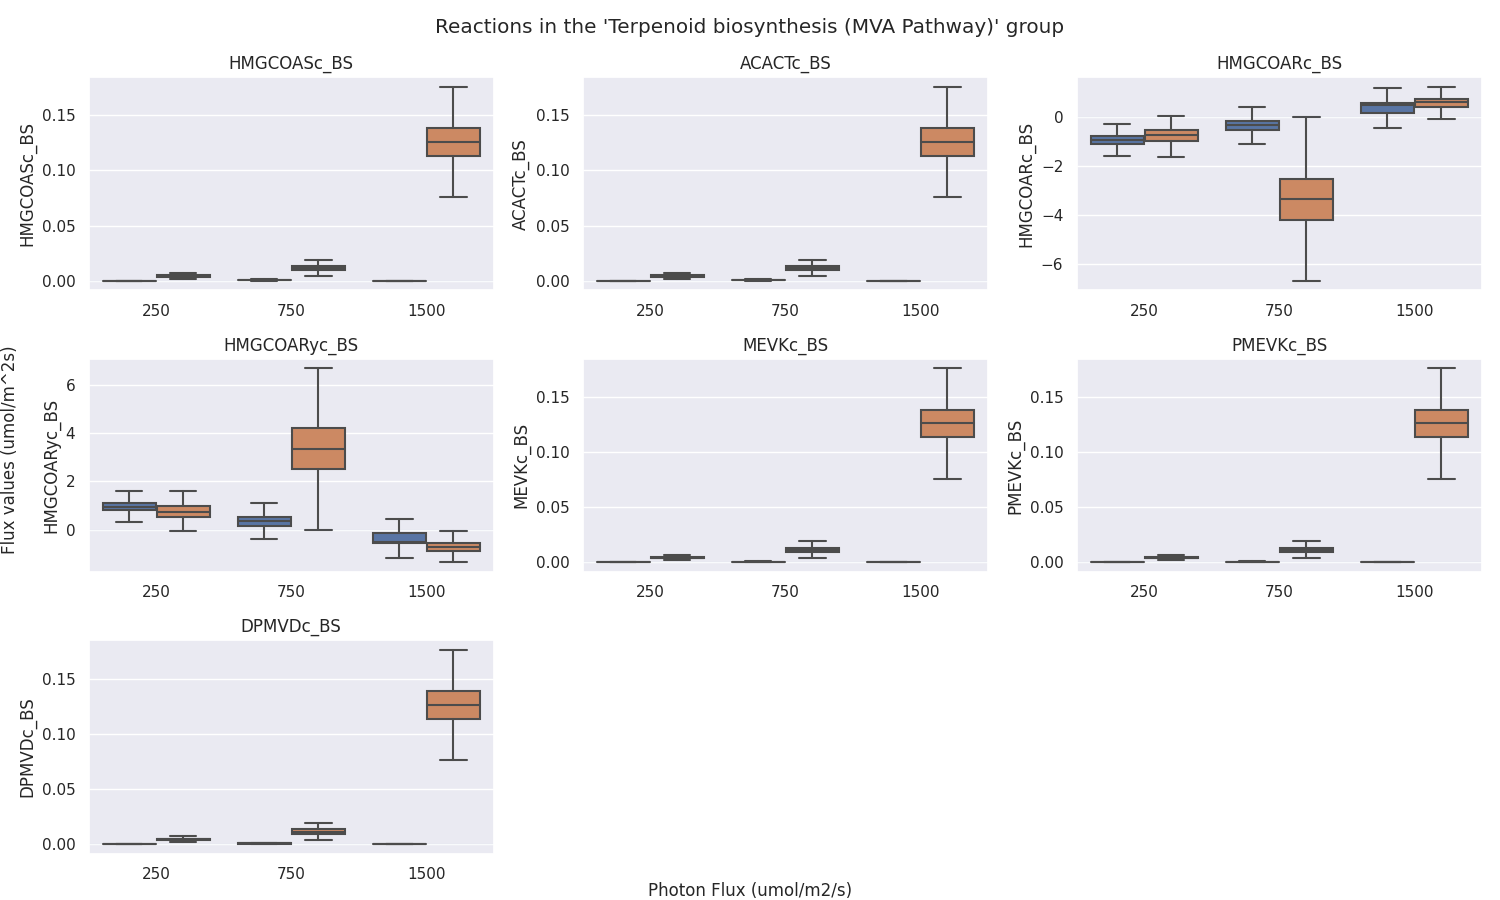 Reactions in the 'Terpenoid biosynthesis (MVA Pathway)' group
HMGCOASc_BS
HMGCOASc_BS
0.15
0.10
0.05
0.00
250 750 1500
ACACTc_BS
ACACTc_BS
0.15
0.10
0.05
0.00
250 750 1500
HMGCOARc_BS
HMGCOARc_BS
0
−2
−4
−6
250 750 1500
Flux values (umol/m^2s)
HMGCOARyc_BS
HMGCOARyc_BS
6
4
2
0
250 750 1500
MEVKc_BS
MEVKc_BS
0.15
0.10
0.05
0.00
250 750 1500
PMEVKc_BS
PMEVKc_BS
0.15
0.10
0.05
0.00
250 750 1500
DPMVDc_BS
DPMVDc_BS
0.15
0.10
0.05
0.00
250 750 1500
Photon Flux (umol/m2/s)